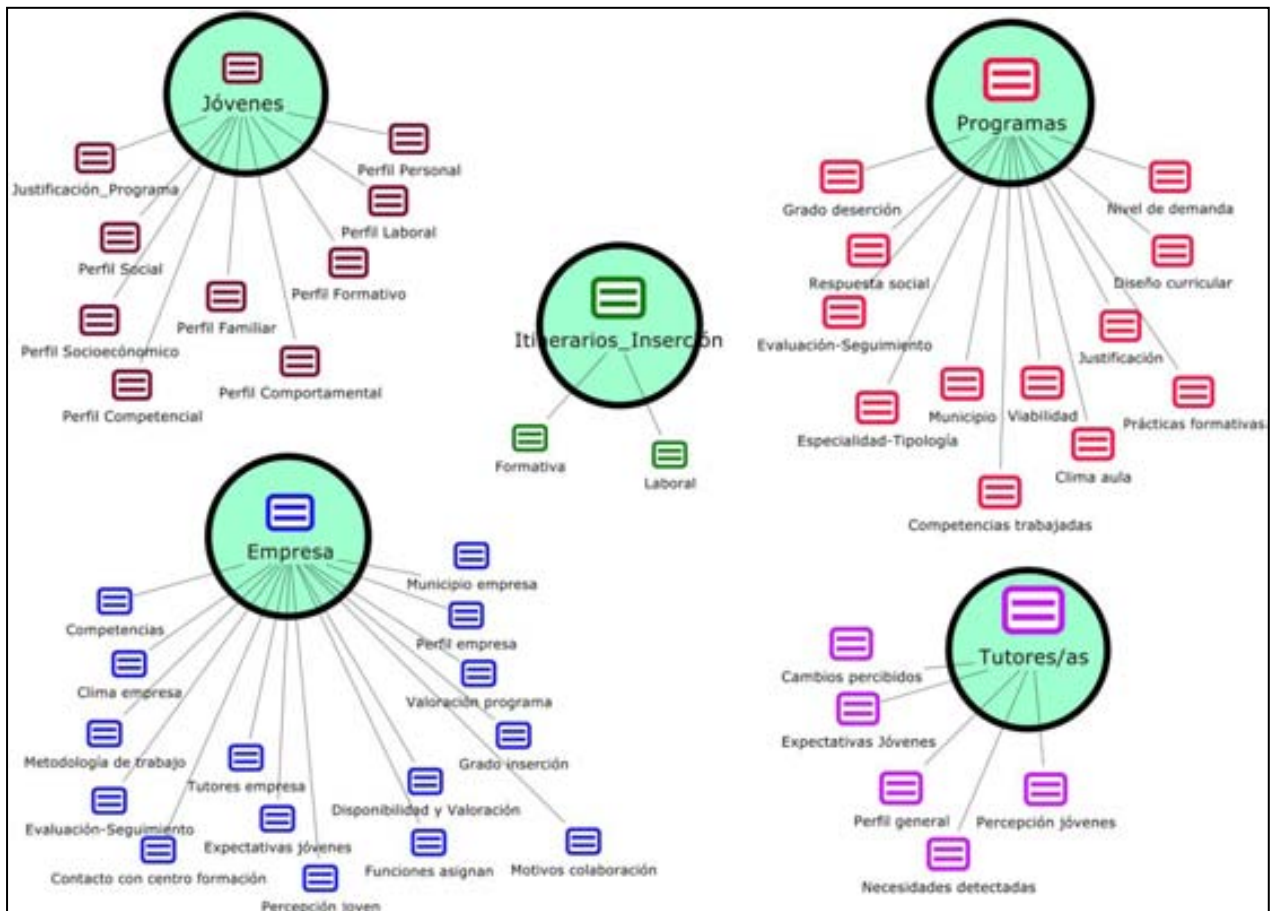 Jóvenes
Justificación_Programa
Perfil Personal
Perfil Laboral
Perfil Social
Perfil Formativo
Perfil Familiar
Perfil Socioecónomico
Perfil Comportamental
Perfil Competencial
Programas
Grado deserción
Nivel de demanda
Respuesta social
Diseño curricular
Evaluación-Seguimiento
Justificación
Municipio
Viabilidad
Prácticas formativas
Especialidad-Tipología
Clima aula
Competencias trabajadas
Itinerarios_Inserción
Formativa
Laboral
Empresa
Municipio empresa
Competencias
Perfil empresa
Clima empresa
Valoración programa
Metodología de trabajo
Grado inserción
Tutores empresa
Disponibilidad y Valoración
Evaluación-Seguimiento
Expectativas jóvenes
Funciones asignan
Motivos colaboración
Contacto con centro formación
Percepción joven
Tutores/as
Cambios percibidos
Expectativas Jóvenes
Perfil general
Percepción jóvenes
Necesidades detectadas